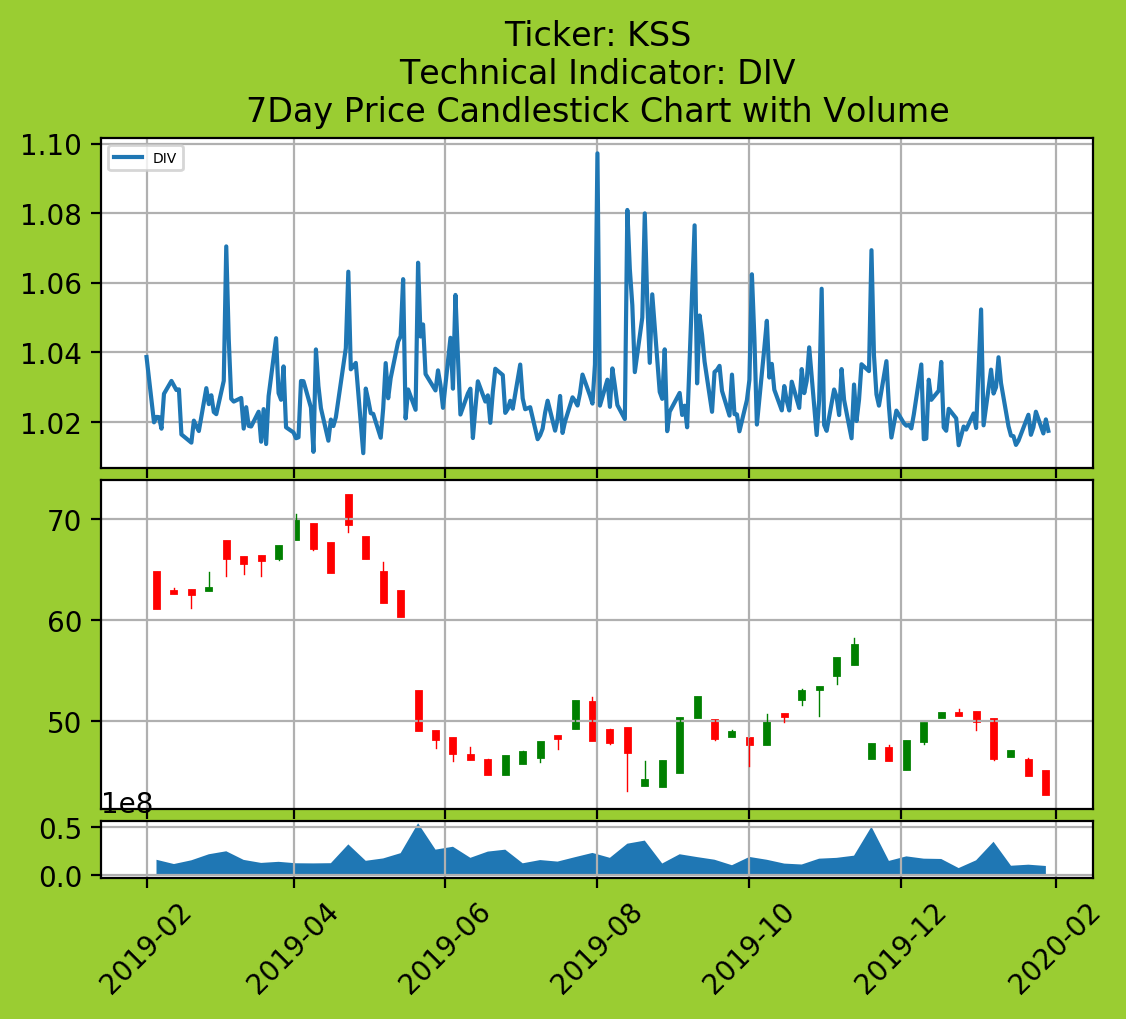 Ticker: KSS
Technical Indicator: DIV
7Day Price Candlestick Chart with Volume
1.10
DIV
1.08
1.06
1.04
1.02
70
60
50
1e8
0.5
0.0
2019-02 2019-04 2019-06 2019-08 2019-10 2019-12 2020-02